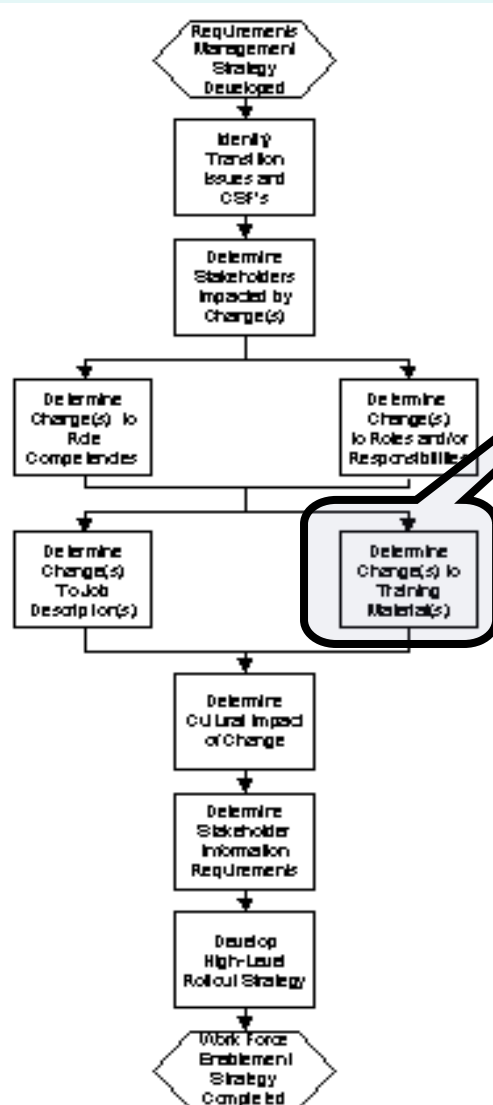 Requirements
Management
Strategy
Developed
Identify
Transition
Issues and
CSF's
Determine
Stakeholders
Impacted by
Change(s)
Determine
Change(s) to
Role
Competencies
Determine
Change(s)
to Roles and/or
Responsibilities
Determine
Change(s)
To Job
Description(s)
Determine
Change(s) to
Training
Material(s)
Determine
Cultural Impact
of Change
Determine
Stakeholder
Information
Requirements
Develop
High-Level
Rollout Strategy
Work Force
Enablement
Strategy
Completed